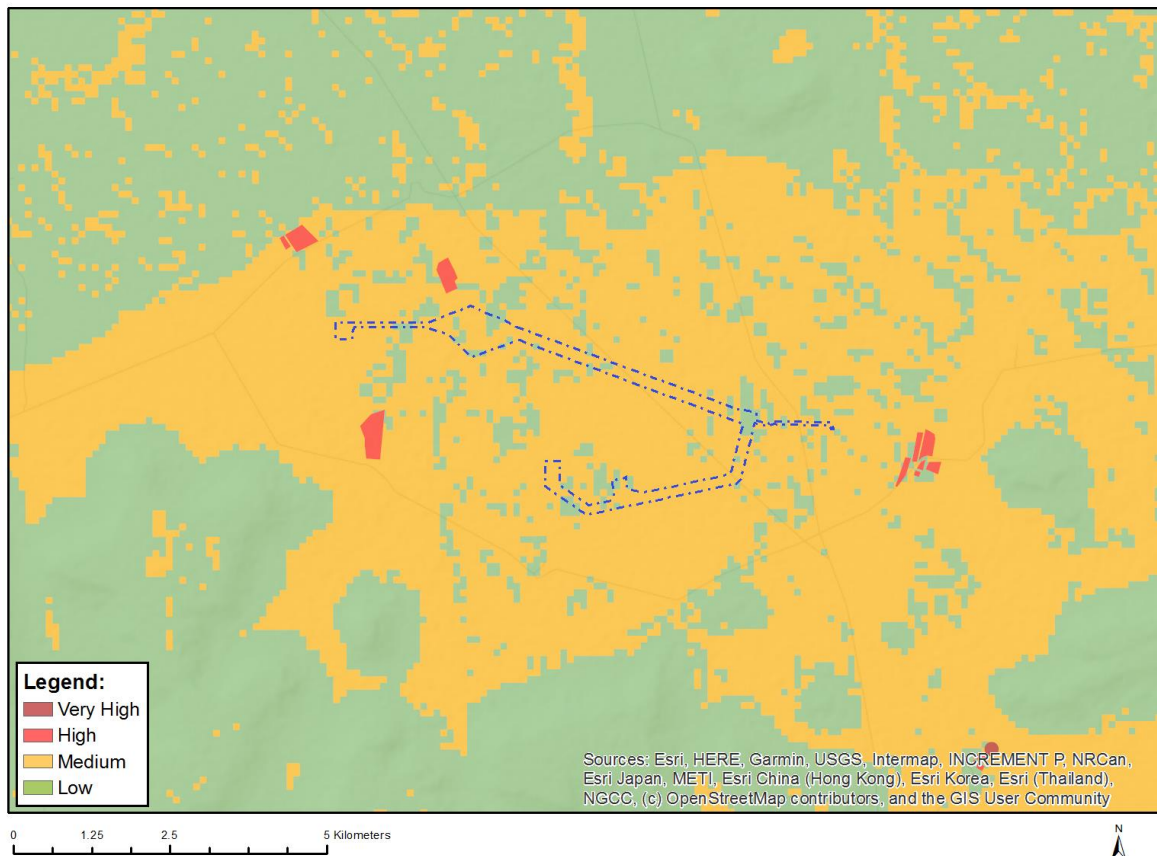 Legend:
Very High
High
Medium
Low
Sources: Esri, HERE, Garmin, USGS, Intermap, INCREMENT P, NRCan,
Esri Japan, METI, Esri China (Hong Kong), Esri Korea, Esri (Thailand),
NGCC, (c) OpenStreetMap contributors, and the GIS User Community
0 1.25 2.5 5 Kilometers
N